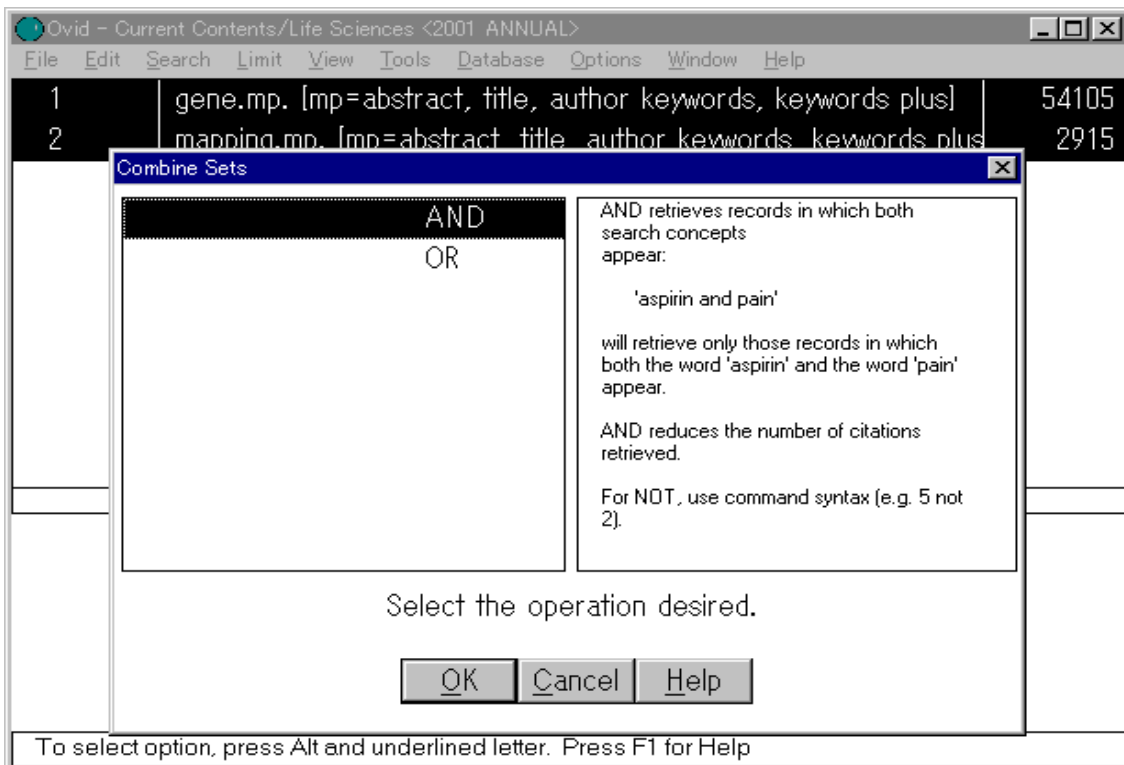 Ovid - Current Contents/Life Sciences <2001 ANNUAL>
File Edit Search Limit View Tools Database Options Window Help
1 gene.mp. [mp=abstract, title, author keywords, keywords plus] 54105
2 mapping.mp. [mp=abstract, title, author keywords, keywords plus 2915
Combine Sets
AND
OR
AND retrieves records in which both
search concepts
appear:
'aspirin and pain'
will retrieve only those records in which
both the word 'aspirin' and the word 'pain'
appear.
AND reduces the number of citations
retrieved.
For NOT, use command syntax (e.g. 5 not
2).
Select the operation desired.
OK Cancel Help
To select option, press Alt and underlined letter. Press F1 for Help